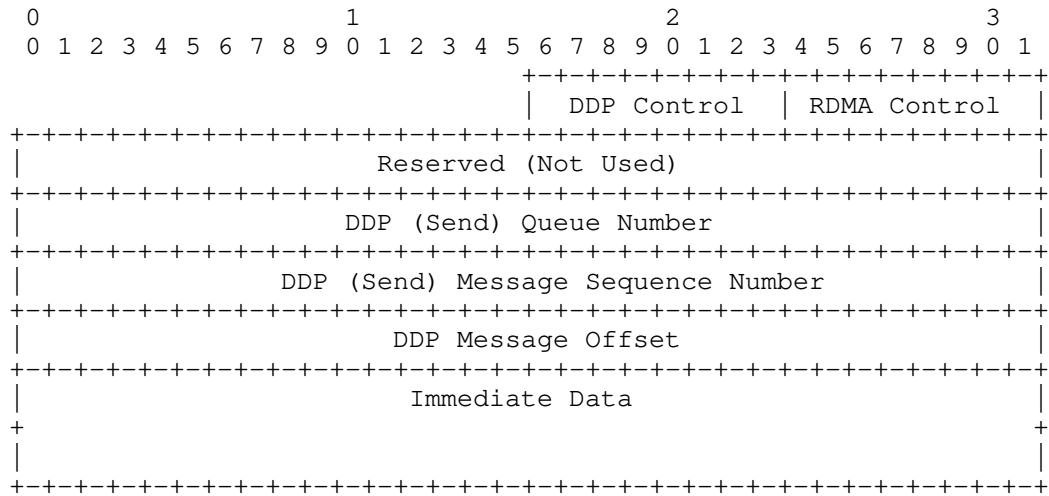 0                   1                   2                   3
 0 1 2 3 4 5 6 7 8 9 0 1 2 3 4 5 6 7 8 9 0 1 2 3 4 5 6 7 8 9 0 1
                                +-+-+-+-+-+-+-+-+-+-+-+-+-+-+-+-+
                                |  DDP Control  | RDMA Control  |
+-+-+-+-+-+-+-+-+-+-+-+-+-+-+-+-+-+-+-+-+-+-+-+-+-+-+-+-+-+-+-+-+
|                      Reserved (Not Used)                      |
+-+-+-+-+-+-+-+-+-+-+-+-+-+-+-+-+-+-+-+-+-+-+-+-+-+-+-+-+-+-+-+-+
|                    DDP (Send) Queue Number                    |
+-+-+-+-+-+-+-+-+-+-+-+-+-+-+-+-+-+-+-+-+-+-+-+-+-+-+-+-+-+-+-+-+
|                DDP (Send) Message Sequence Number             |
+-+-+-+-+-+-+-+-+-+-+-+-+-+-+-+-+-+-+-+-+-+-+-+-+-+-+-+-+-+-+-+-+
|                       DDP Message Offset                      |
+-+-+-+-+-+-+-+-+-+-+-+-+-+-+-+-+-+-+-+-+-+-+-+-+-+-+-+-+-+-+-+-+
|                        Immediate Data                         |
+                                                               +
|                                                               |
+-+-+-+-+-+-+-+-+-+-+-+-+-+-+-+-+-+-+-+-+-+-+-+-+-+-+-+-+-+-+-+-+